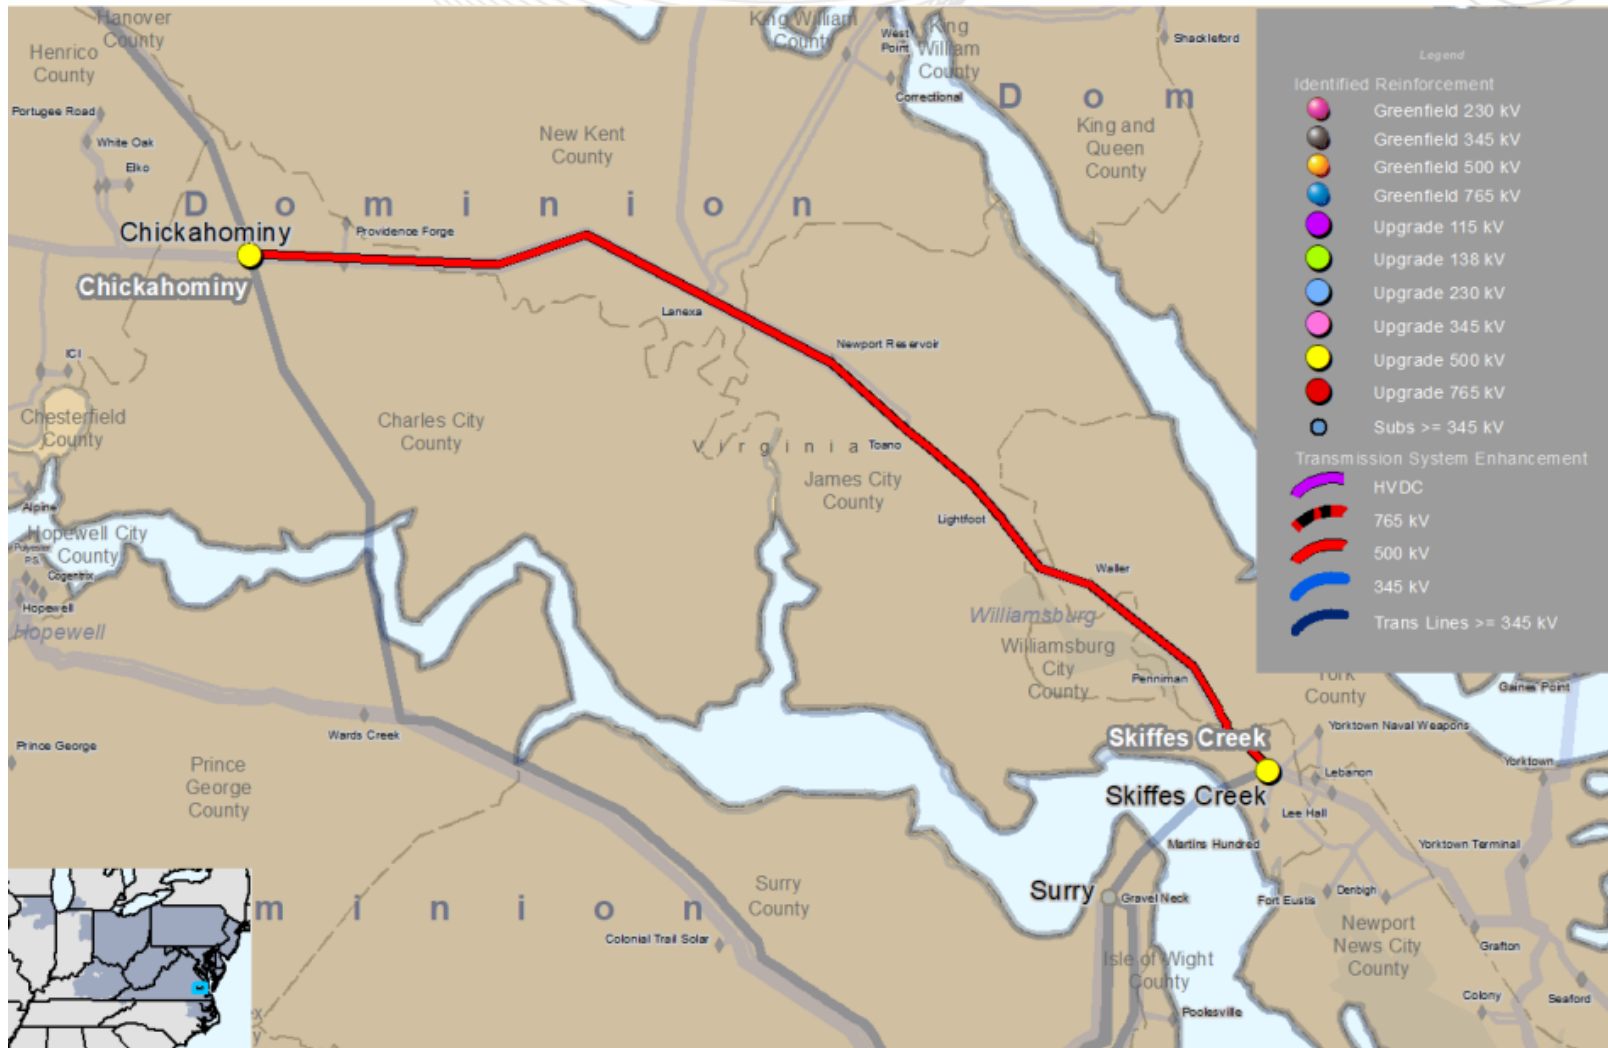 Hanover
County
Henrico
County
Portugee Road
White Oak
Elko
King William
County
West
Point
King
William
County
Correctional
Shackleford
New Kent
County
D o m
King and
Queen
County
D o m i n i o n
Chickahominy
Providence Forge
Chickahominy
Lanexa
Newport Reservoir
ICI
Chesterfield
County
Charles City
County
Virginia
Toano
James City
County
Lightfoot
Alpine
Hopewell City
County
Polymer
P.S.
Cogentrix
Hopewell
Hopewell
Waller
Williamsburg
Williamsburg
City
County
Penniman
York
County
Gaines Point
Wards Creek
Prince George
Prince
George
County
Skiffes Creek
Skiffes Creek
Yorktown Naval Weapons
Yorktown
Lebanon
Lee Hall
Martins Hundred
Yorktown Terminal
Surry
County
Surry
Gravel Neck
Fort Eustis
Denbigh
m i n i o n
Colonial Trail Solar
Newport
News City
County
Grafton
Isle of Wight
County
Poolesville
Colony
Seaford
Legend
Identified Reinforcement
Greenfield 230 kV
Greenfield 345 kV
Greenfield 500 kV
Greenfield 765 kV
Upgrade 115 kV
Upgrade 138 kV
Upgrade 230 kV
Upgrade 345 kV
Upgrade 500 kV
Upgrade 765 kV
Subs >= 345 kV
Transmission System Enhancement
HVDC
765 kV
500 kV
345 kV
Trans Lines >= 345 kV